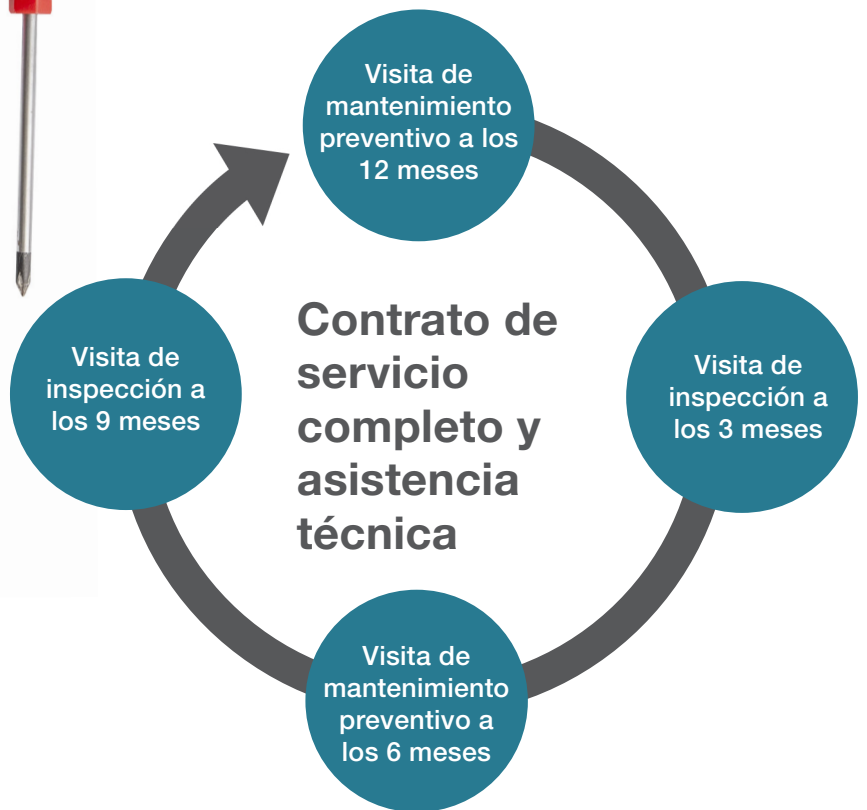 Visita de
mantenimiento
preventivo a los
12 meses
Visita de
inspección a
los 3 meses
Visita de
mantenimiento
preventivo a
los 6 meses
Visita de
inspección a
los 9 meses
Contrato de
servicio
completo y
asistencia
técnica